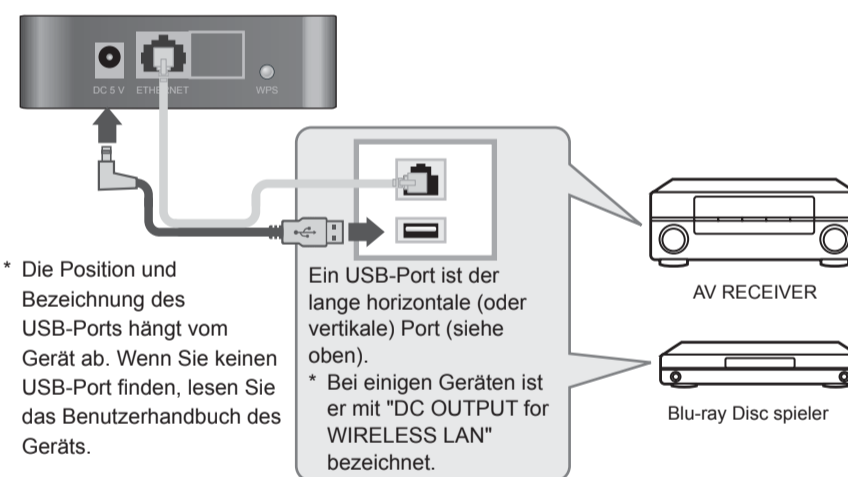 DC 5 V ETHERNET WPS
* Die Position und
Bezeichnung des
USB-Ports hängt vom
Gerät ab. Wenn Sie keinen
USB-Port finden, lesen Sie
das Benutzerhandbuch des
Geräts.
Ein USB-Port ist der
lange horizontale (oder
vertikale) Port (siehe
oben).
* Bei einigen Geräten ist
er mit "DC OUTPUT for
WIRELESS LAN"
bezeichnet.
AV RECEIVER
Blu-ray Disc spieler